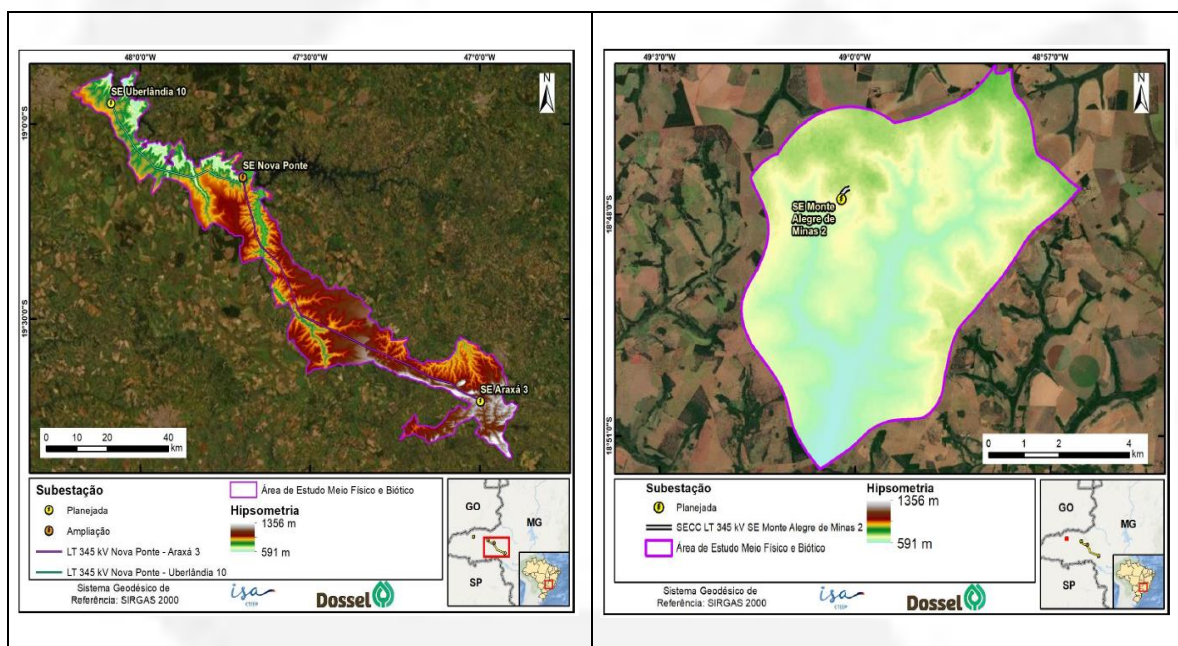 48°0'0"W
47°30'0"W
47°0'0"W
19°0'0"S
19°30'0"S
N
SE Uberlândia 10
SE Nova Ponte
SE Araxá 3
0 10 20 40
km
Subestação
Planejada
Ampliação
LT 345 kV Nova Ponte - Araxá 3
LT 345 kV Nova Ponte - Uberlândia 10
Área de Estudo Meio Físico e Biótico
Hipsometria
1356 m
591 m
Sistema Geodésico de
Referência: SIRGAS 2000
isa
CTEEP
Dossel
GO
MG
SP
49°3'0"W
49°0'0"W
48°57'0"W
18°48'0"S
18°51'0"S
N
SE Monte
Alegre de
Minas 2
0 1 2 4
km
Subestação
Planejada
SECC LT 345 kV SE Monte Alegre de Minas 2
Área de Estudo Meio Físico e Biótico
Hipsometria
1356 m
591 m
Sistema Geodésico de
Referência: SIRGAS 2000
isa
CTEEP
Dossel
GO
MG
SP